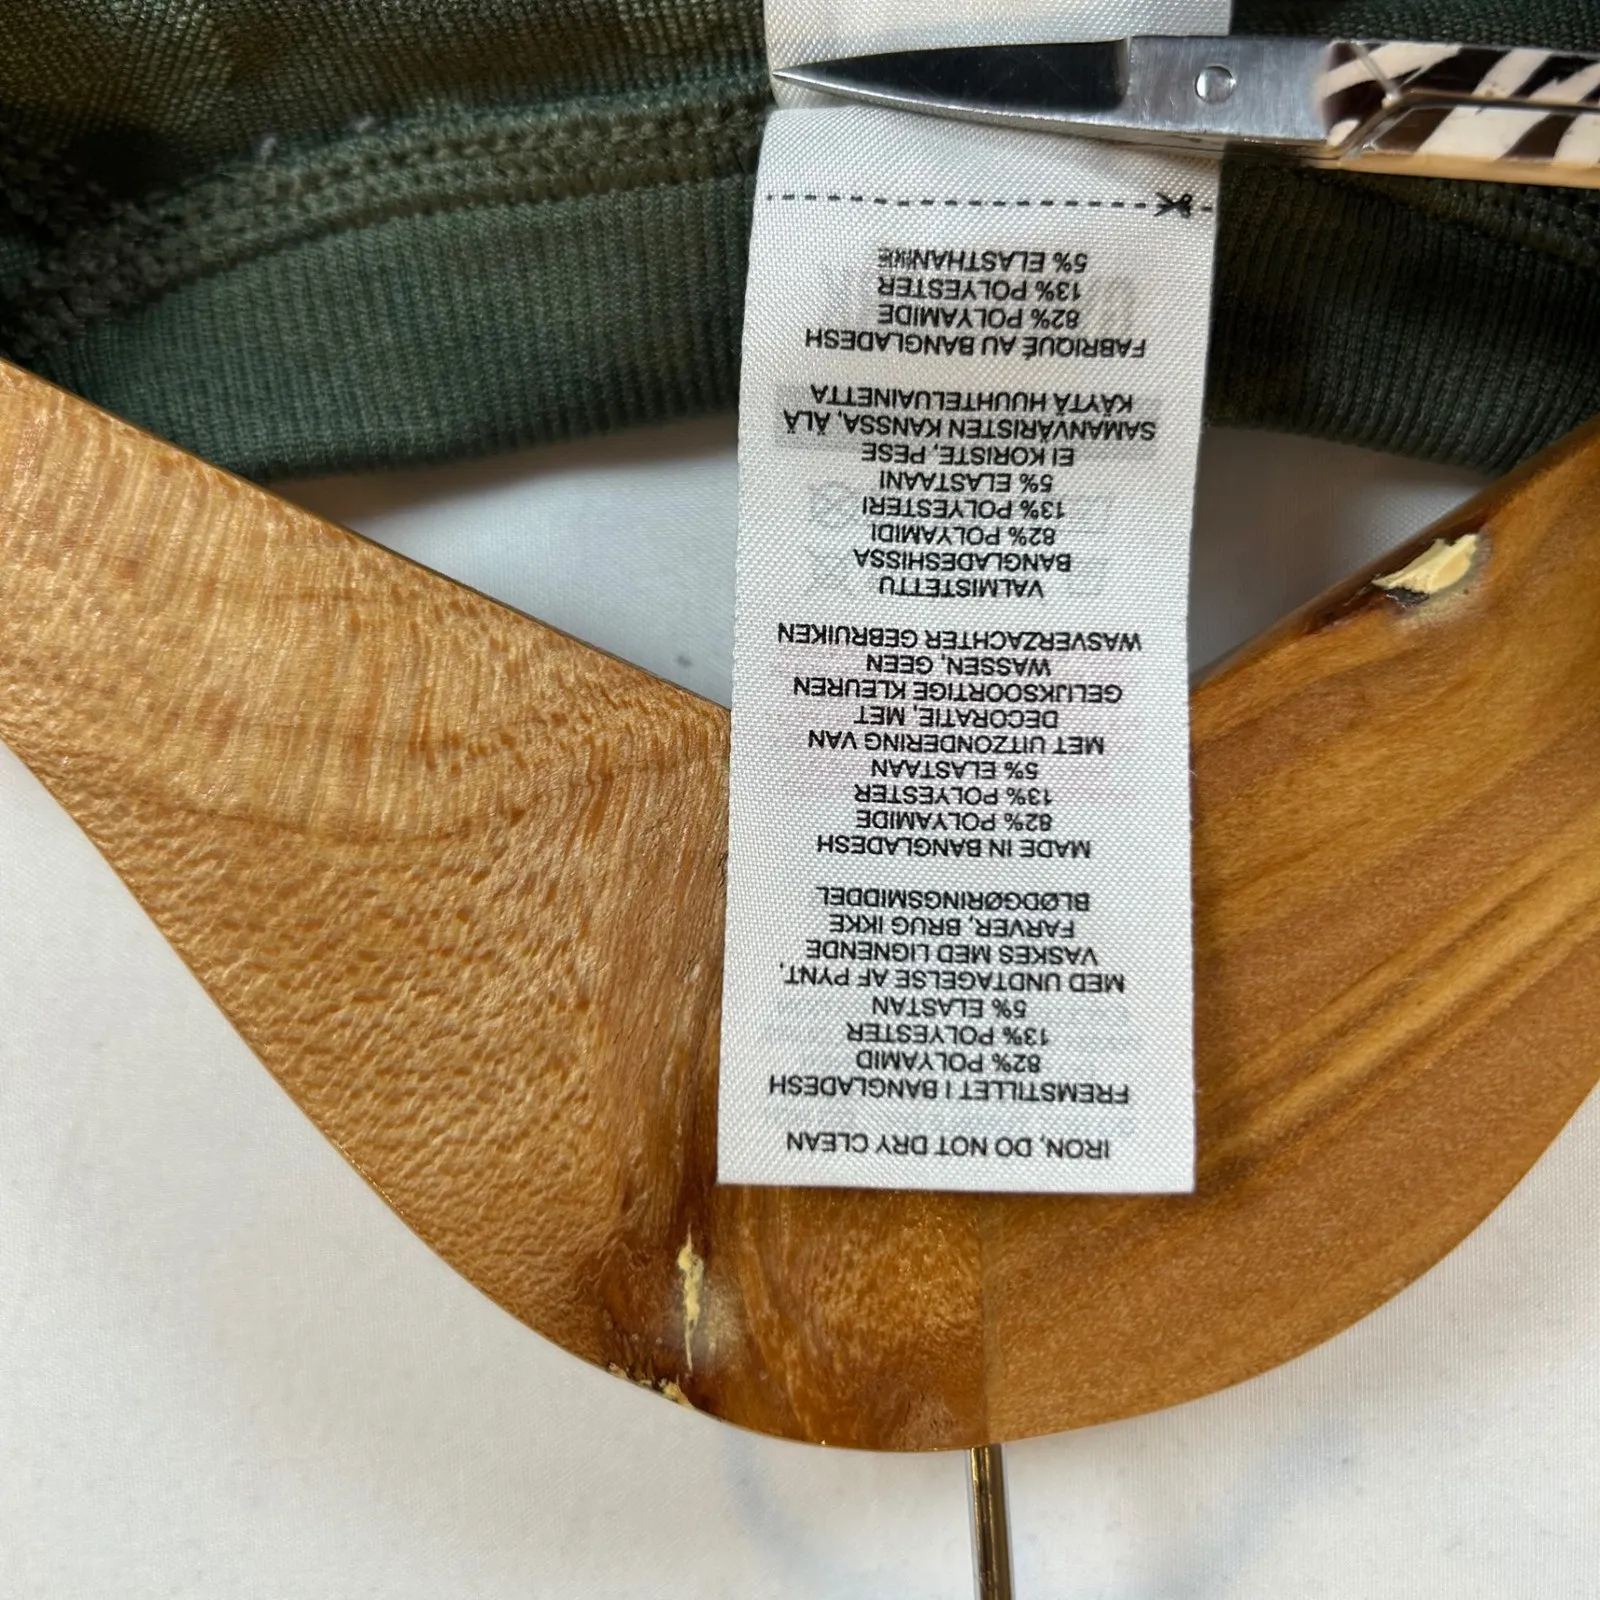 IRON, DO NOT DRY CLEAN
FREMSTILLET I BANGLADESH
82% POLYAMID
13% POLYESTER
5% ELASTAN
MED UNDTAGELSE AF PYNT,
VASKES MED LIGNENDE
FARVER, BRUG IKKE
BLØDGØRINGSMIDDEL
MADE IN BANGLADESH
82% POLYAMIDE
13% POLYESTER
5% ELASTAAN
MET UITZONDERING VAN
DECORATIE, MET
GELIJKSOORTIGE KLEUREN
WASSEN, GEEN
WASVERZACHTER GEBRUIKEN
VALMISTETTU
BANGLADESHISSA
82% POLYAMIDI
13% POLYESTERI
5% ELASTAANI
EI KORISTE, PESE
SAMANVÄRISTEN KANSSA, ÄLÄ
KÄYTÄ HUUHTELUAINETTA
FABRIQUÉ AU BANGLADESH
82% POLYAMIDE
13% POLYESTER
5% ELASTHANNE